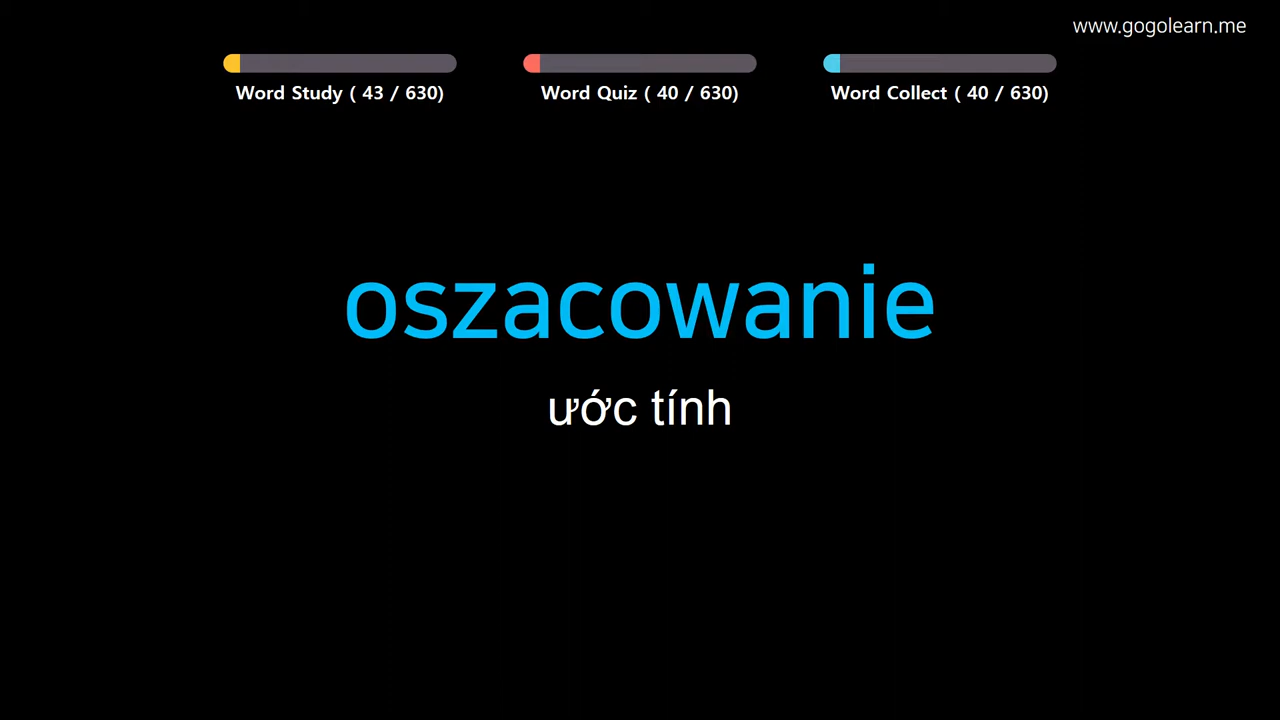 www.gogolearn.me
Word Study ( 43 / 630)
Word Quiz ( 40 / 630)
Word Collect ( 40 / 630)
oszacowanie
ước tính